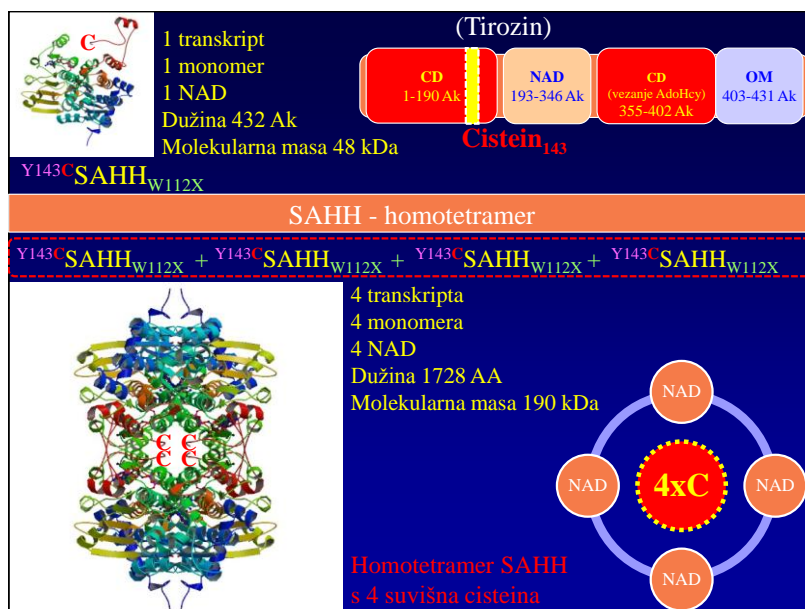 C
1 transkript
1 monomer
1 NAD
Dužina 432 Ak
Molekularna masa 48 kDa
(Tirozin)
CD
1-190 Ak
NAD
193-346 Ak
CD
(vezanje AdoHcy)
355-402 Ak
OM
403-431 Ak
Cistein143
Y143CSAHHW112X
SAHH - homotetramer
Y143CSAHHW112X + Y143CSAHHW112X + Y143CSAHHW112X + Y143CSAHHW112X
4 transkripta
4 monomera
4 NAD
Dužina 1728 AA
Molekularna masa 190 kDa
C C
C C
NAD
NAD
4xC
NAD
NAD
Homotetramer SAHH
s 4 suvišna cisteina